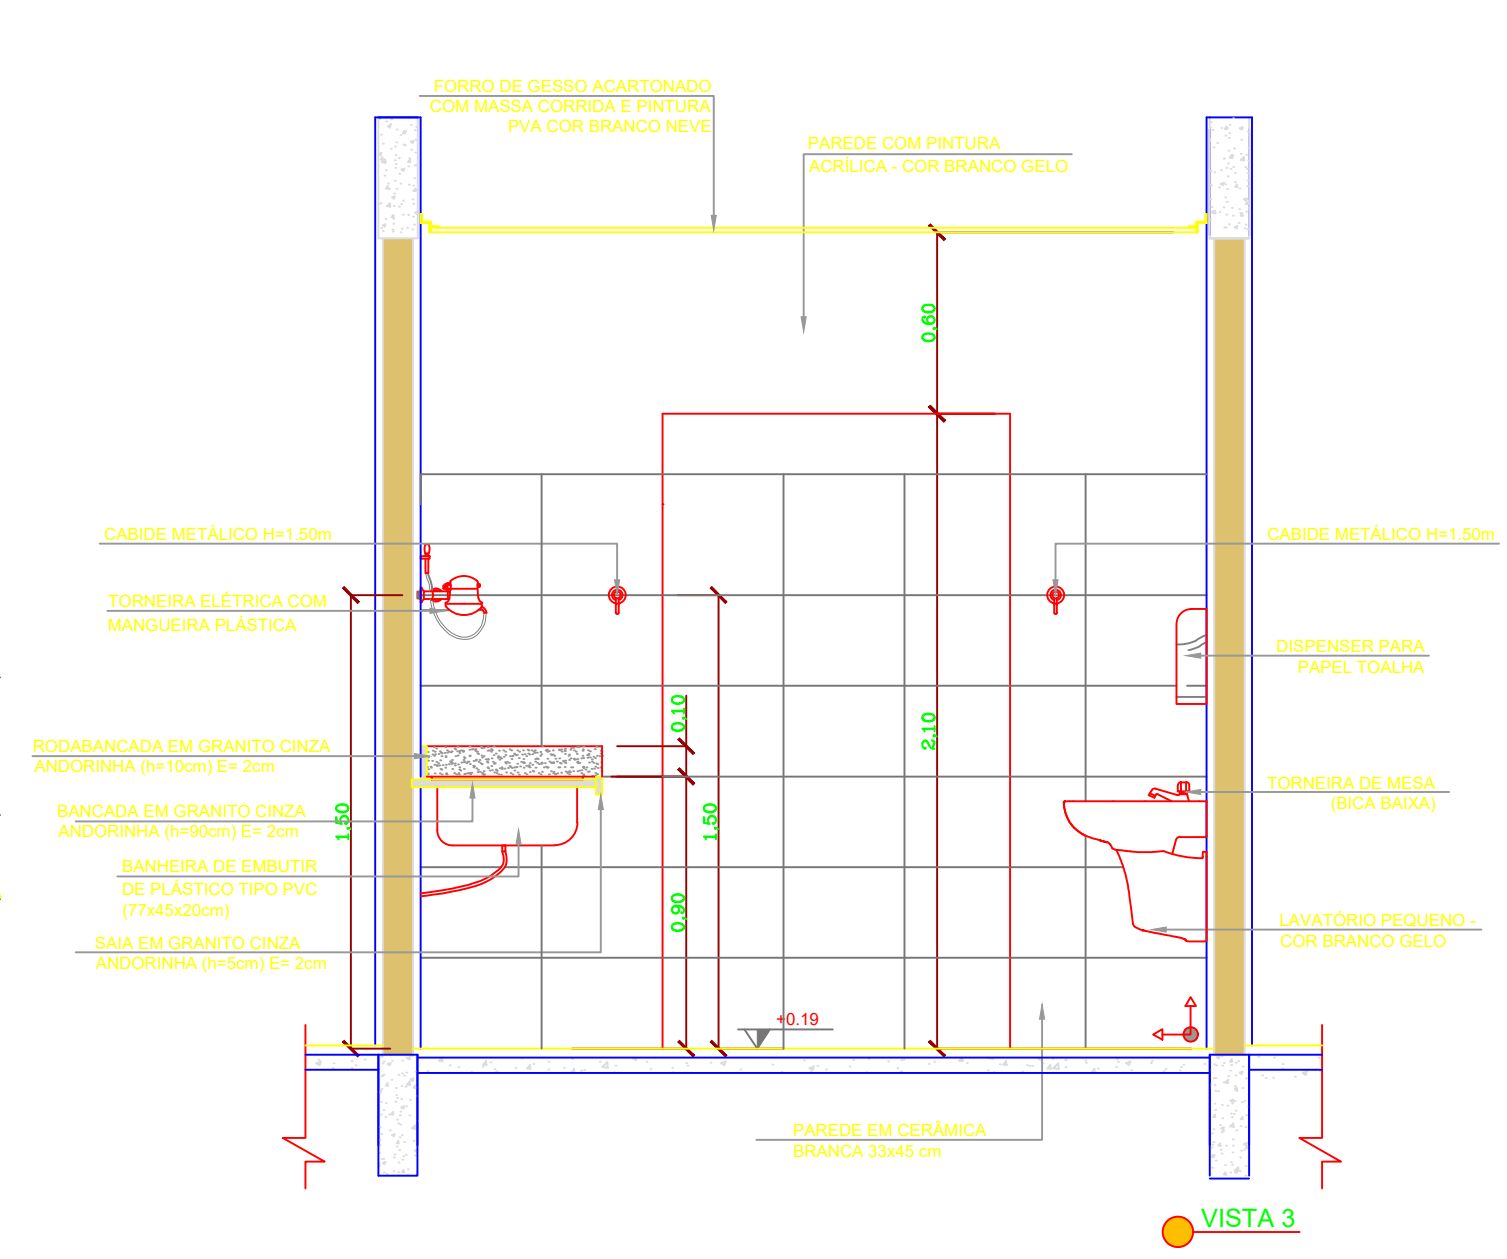 FORRO DE GESSO ACARTONADO
COM MASSA CORRIDA E PINTURA
PVA COR BRANCO NEVE
PAREDE COM PINTURA
ACRÍLICA - COR BRANCO GELO
0.60
CABIDE METÁLICO H=1.50m
CABIDE METÁLICO H=1.50m
TORNEIRA ELÉTRICA COM
MANGUEIRA PLÁSTICA
DISPENSER PARA
PAPEL TOALHA
0.10
2.10
RODABANCADA EM GRANITO CINZA
ANDORINHA (h=10cm) E= 2cm
TORNEIRA DE MESA
(BICA BAIXA)
BANCADA EM GRANITO CINZA
ANDORINHA (h=90cm) E= 2cm
1.50
1.50
BANHEIRA DE EMBUTIR
DE PLÁSTICO TIPO PVC
(77x45x20cm)
0.90
LAVATÓRIO PEQUENO -
COR BRANCO GELO
SAIA EM GRANITO CINZA
ANDORINHA (h=5cm) E= 2cm
+0.19
PAREDE EM CERÂMICA
BRANCA 33x45 cm
VISTA 3